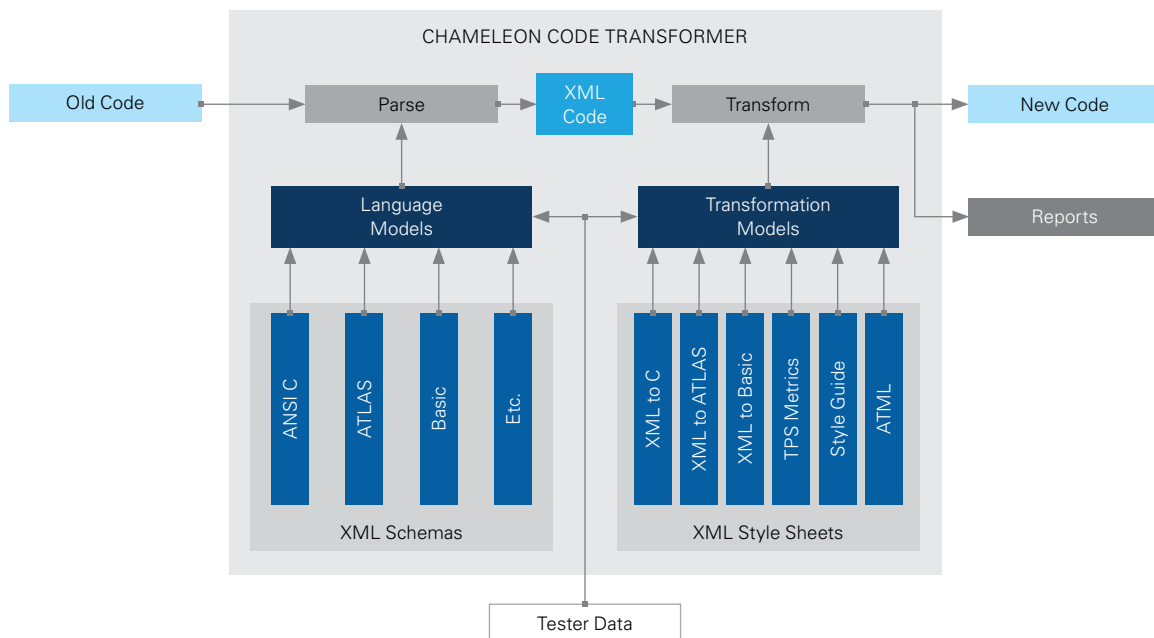 CHAMELEON CODE TRANSFORMER
Old Code
Parse
XML
Code
Transform
New Code
Language
Models
Transformation
Models
Reports
ANSI C
ATLAS
Basic
Etc.
XML to C
XML to ATLAS
XML to Basic
TPS Metrics
Style Guide
ATML
XML Schemas
XML Style Sheets
Tester Data